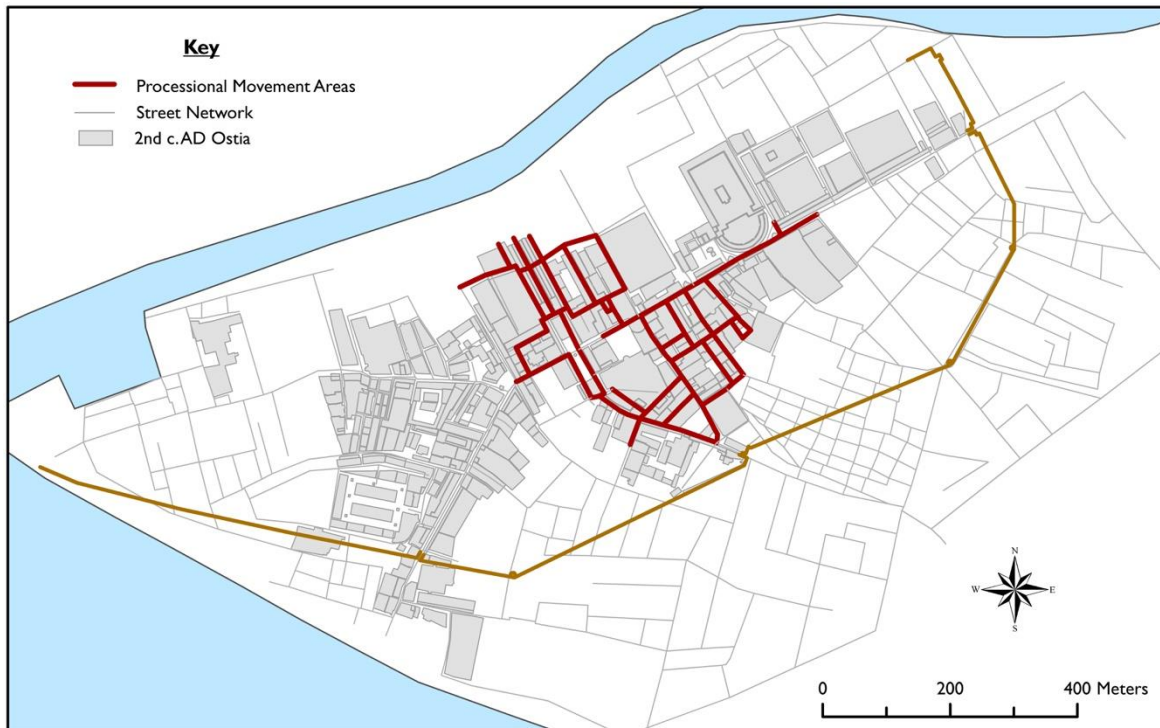 Key
Processional Movement Areas
Street Network
2nd c. AD Ostia
N
W E
S
0 200 400 Meters